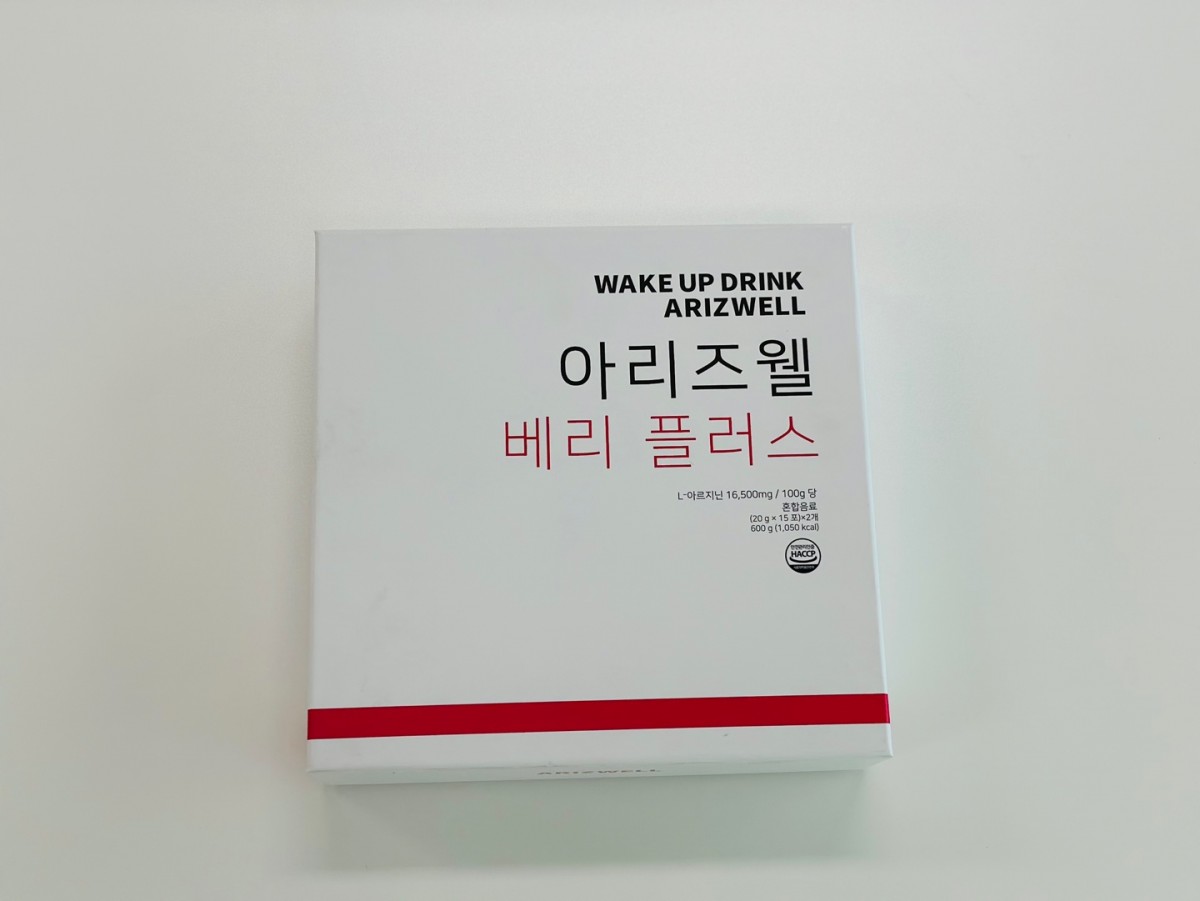 WAKE UP DRINK
ARIZWELL
아리즈웰
베리 플러스
L-아르지닌 16,500mg / 100g 당
혼합음료
(20 g × 15 포)×2개
600 g (1,050 kcal)
HACCP
ARIZWELL